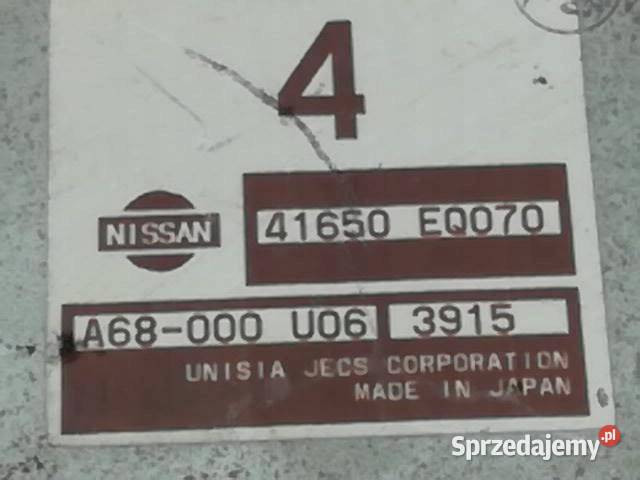 4
NISSAN
41650 EQ070
A68-000 U06 3915
UNISIA JECS CORPORATION
MADE IN JAPAN
Sprzedajemy.pl